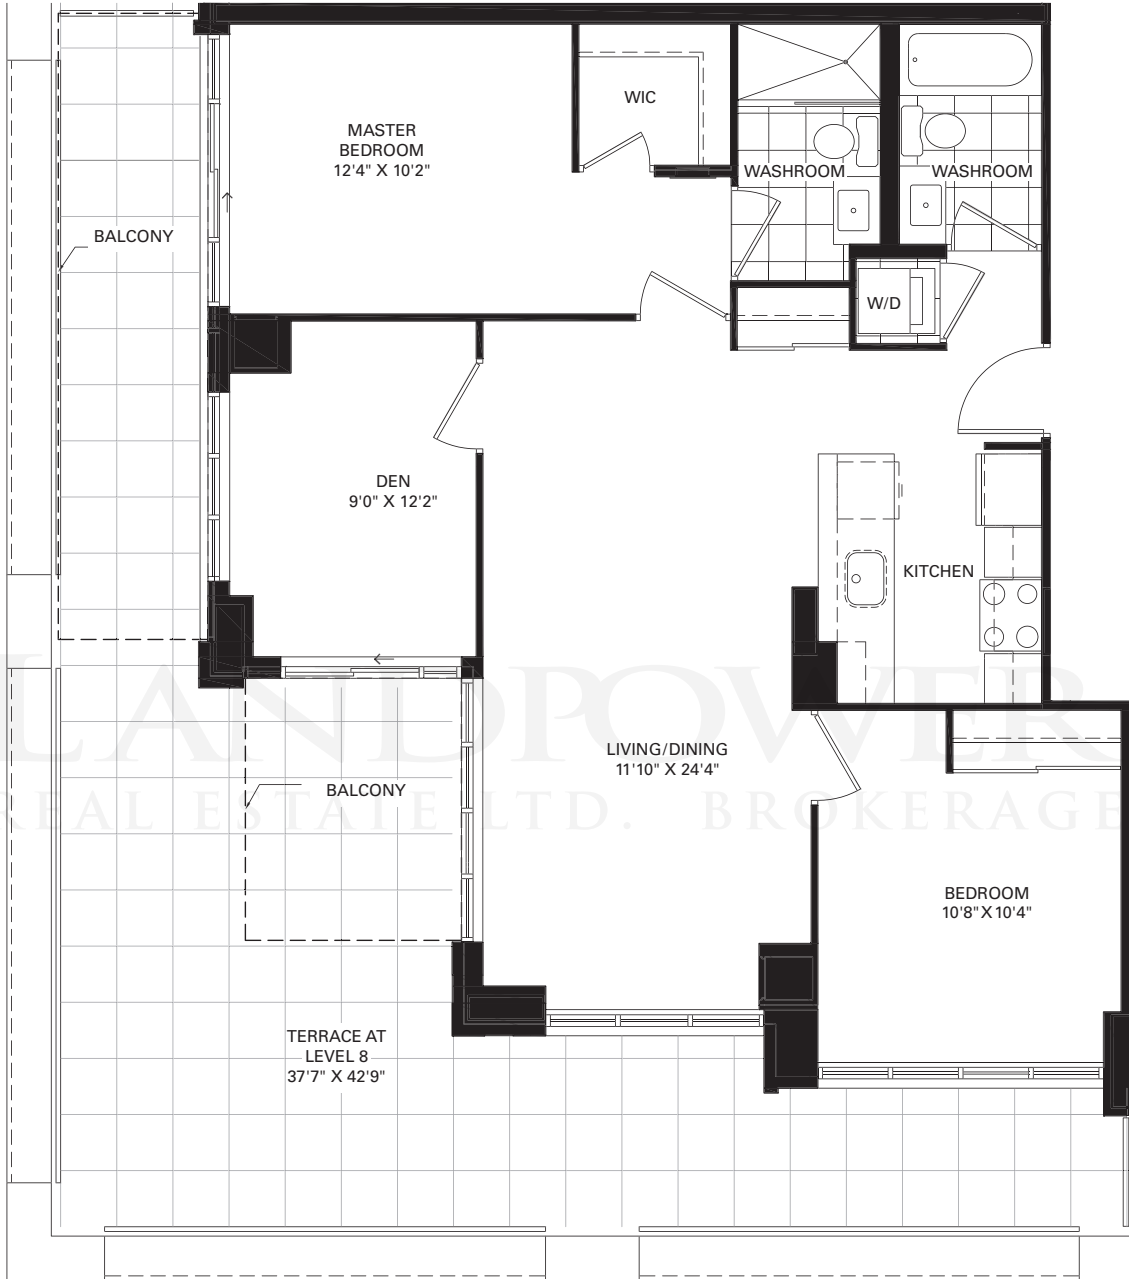 WIC
MASTER
BEDROOM
12'4" X 10'2"
WASHROOM
WASHROOM
BALCONY
W/D
DEN
9'0" X 12'2"
KITCHEN
LANDPOWER
REAL ESTATE LTD. BROKERAGE
LIVING/DINING
11'10" X 24'4"
BALCONY
BEDROOM
10'8" X 10'4"
TERRACE AT
LEVEL 8
37'7" X 42'9"